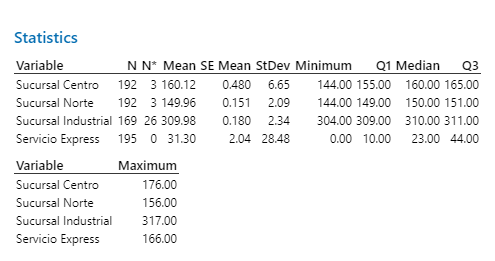 Statistics
Variable N N* Mean SE Mean StDev Minimum Q1 Median Q3
Sucursal Centro 192 3 160.12 0.480 6.65 144.00 155.00 160.00 165.00
Sucursal Norte 192 3 149.96 0.151 2.09 144.00 149.00 150.00 151.00
Sucursal Industrial 169 26 309.98 0.180 2.34 304.00 309.00 310.00 311.00
Servicio Express 195 0 31.30 2.04 28.48 0.00 10.00 23.00 44.00
Variable Maximum
Sucursal Centro 176.00
Sucursal Norte 156.00
Sucursal Industrial 317.00
Servicio Express 166.00